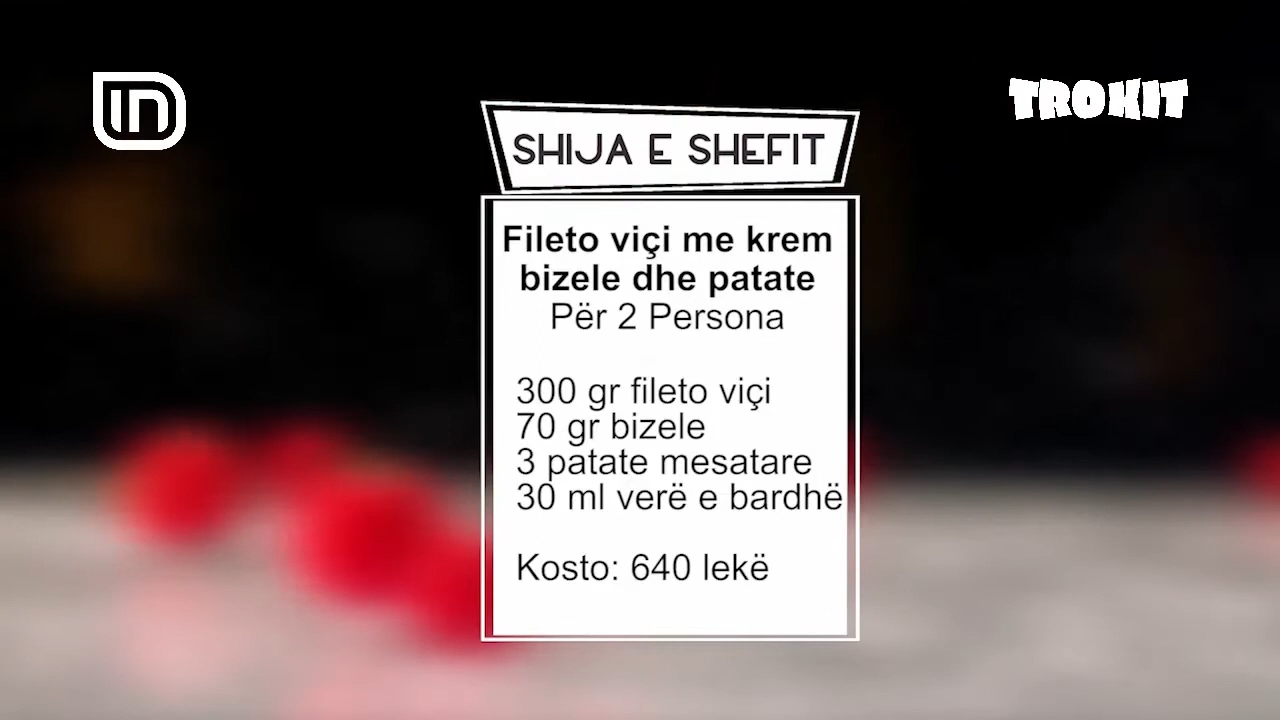 IN
TROKIT
SHIJA E SHEFIT
Fileto viçi me krem
bizele dhe patate
Për 2 Persona
300 gr fileto viçi
70 gr bizele
3 patate mesatare
30 ml verë e bardhë
Kosto: 640 lekë